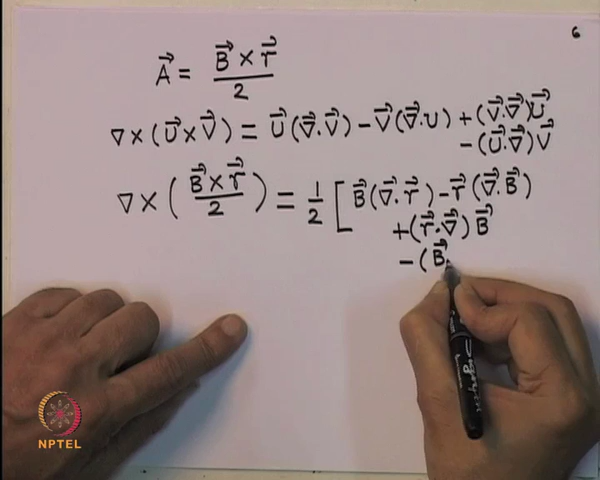 6
A⃗ = B⃗ × r⃗ / 2
∇ × (U⃗ × V⃗) = U⃗(∇⃗.V⃗) − V⃗(∇⃗.U) + (V⃗.∇⃗)U⃗
− (U⃗.∇⃗)V⃗
∇ × (B⃗ × r⃗ / 2) = 1/2 [ B⃗(∇⃗.r⃗) − r⃗(∇⃗.B⃗)
+ (r⃗.∇⃗) B⃗
− (B⃗.
NPTEL